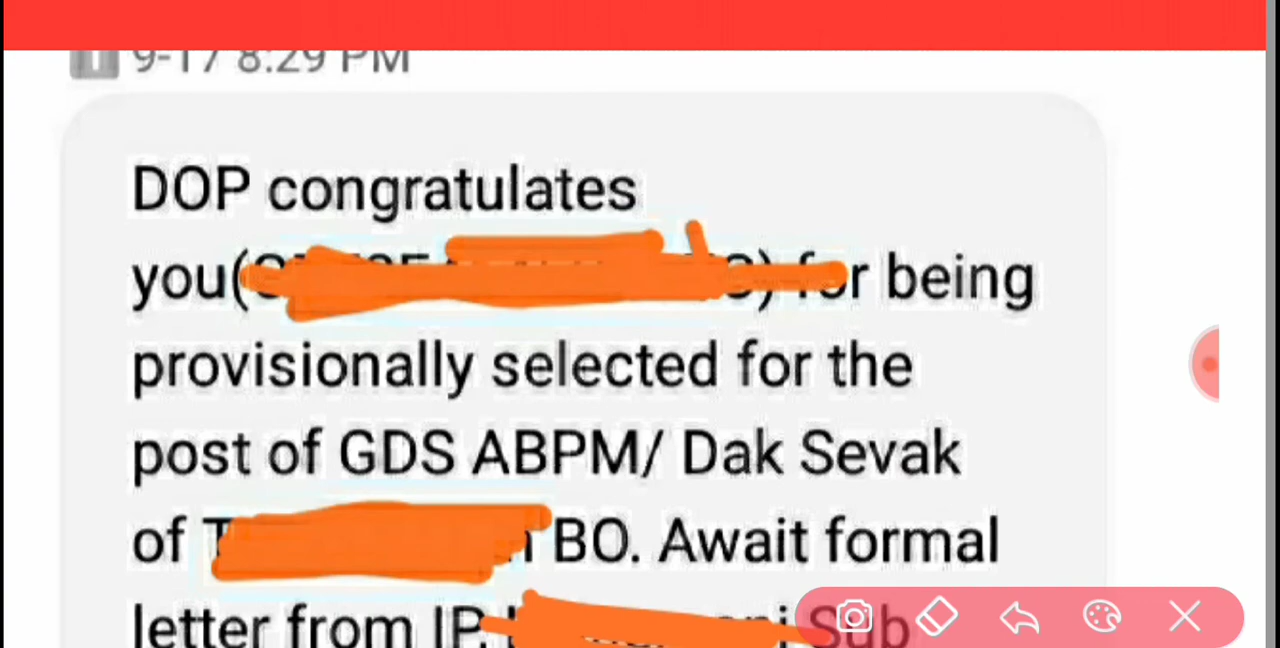 9-17 8:29 PM
DOP congratulates
you( ) for being
provisionally selected for the
post of GDS ABPM/ Dak Sevak
of BO. Await formal
letter from IP, Sub